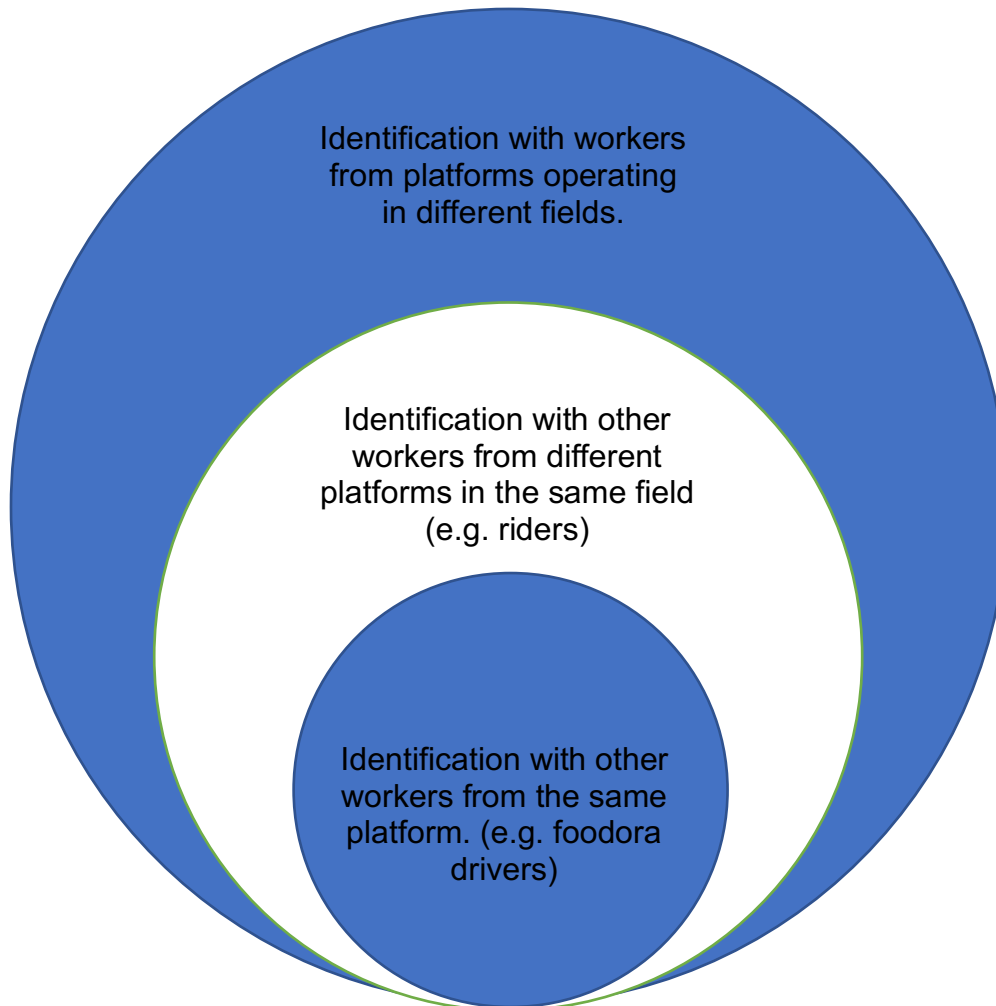 Identification with workers
from platforms operating
in different fields.
Identification with other
workers from different
platforms in the same field
(e.g. riders)
Identification with other
workers from the same
platform. (e.g. foodora
drivers)